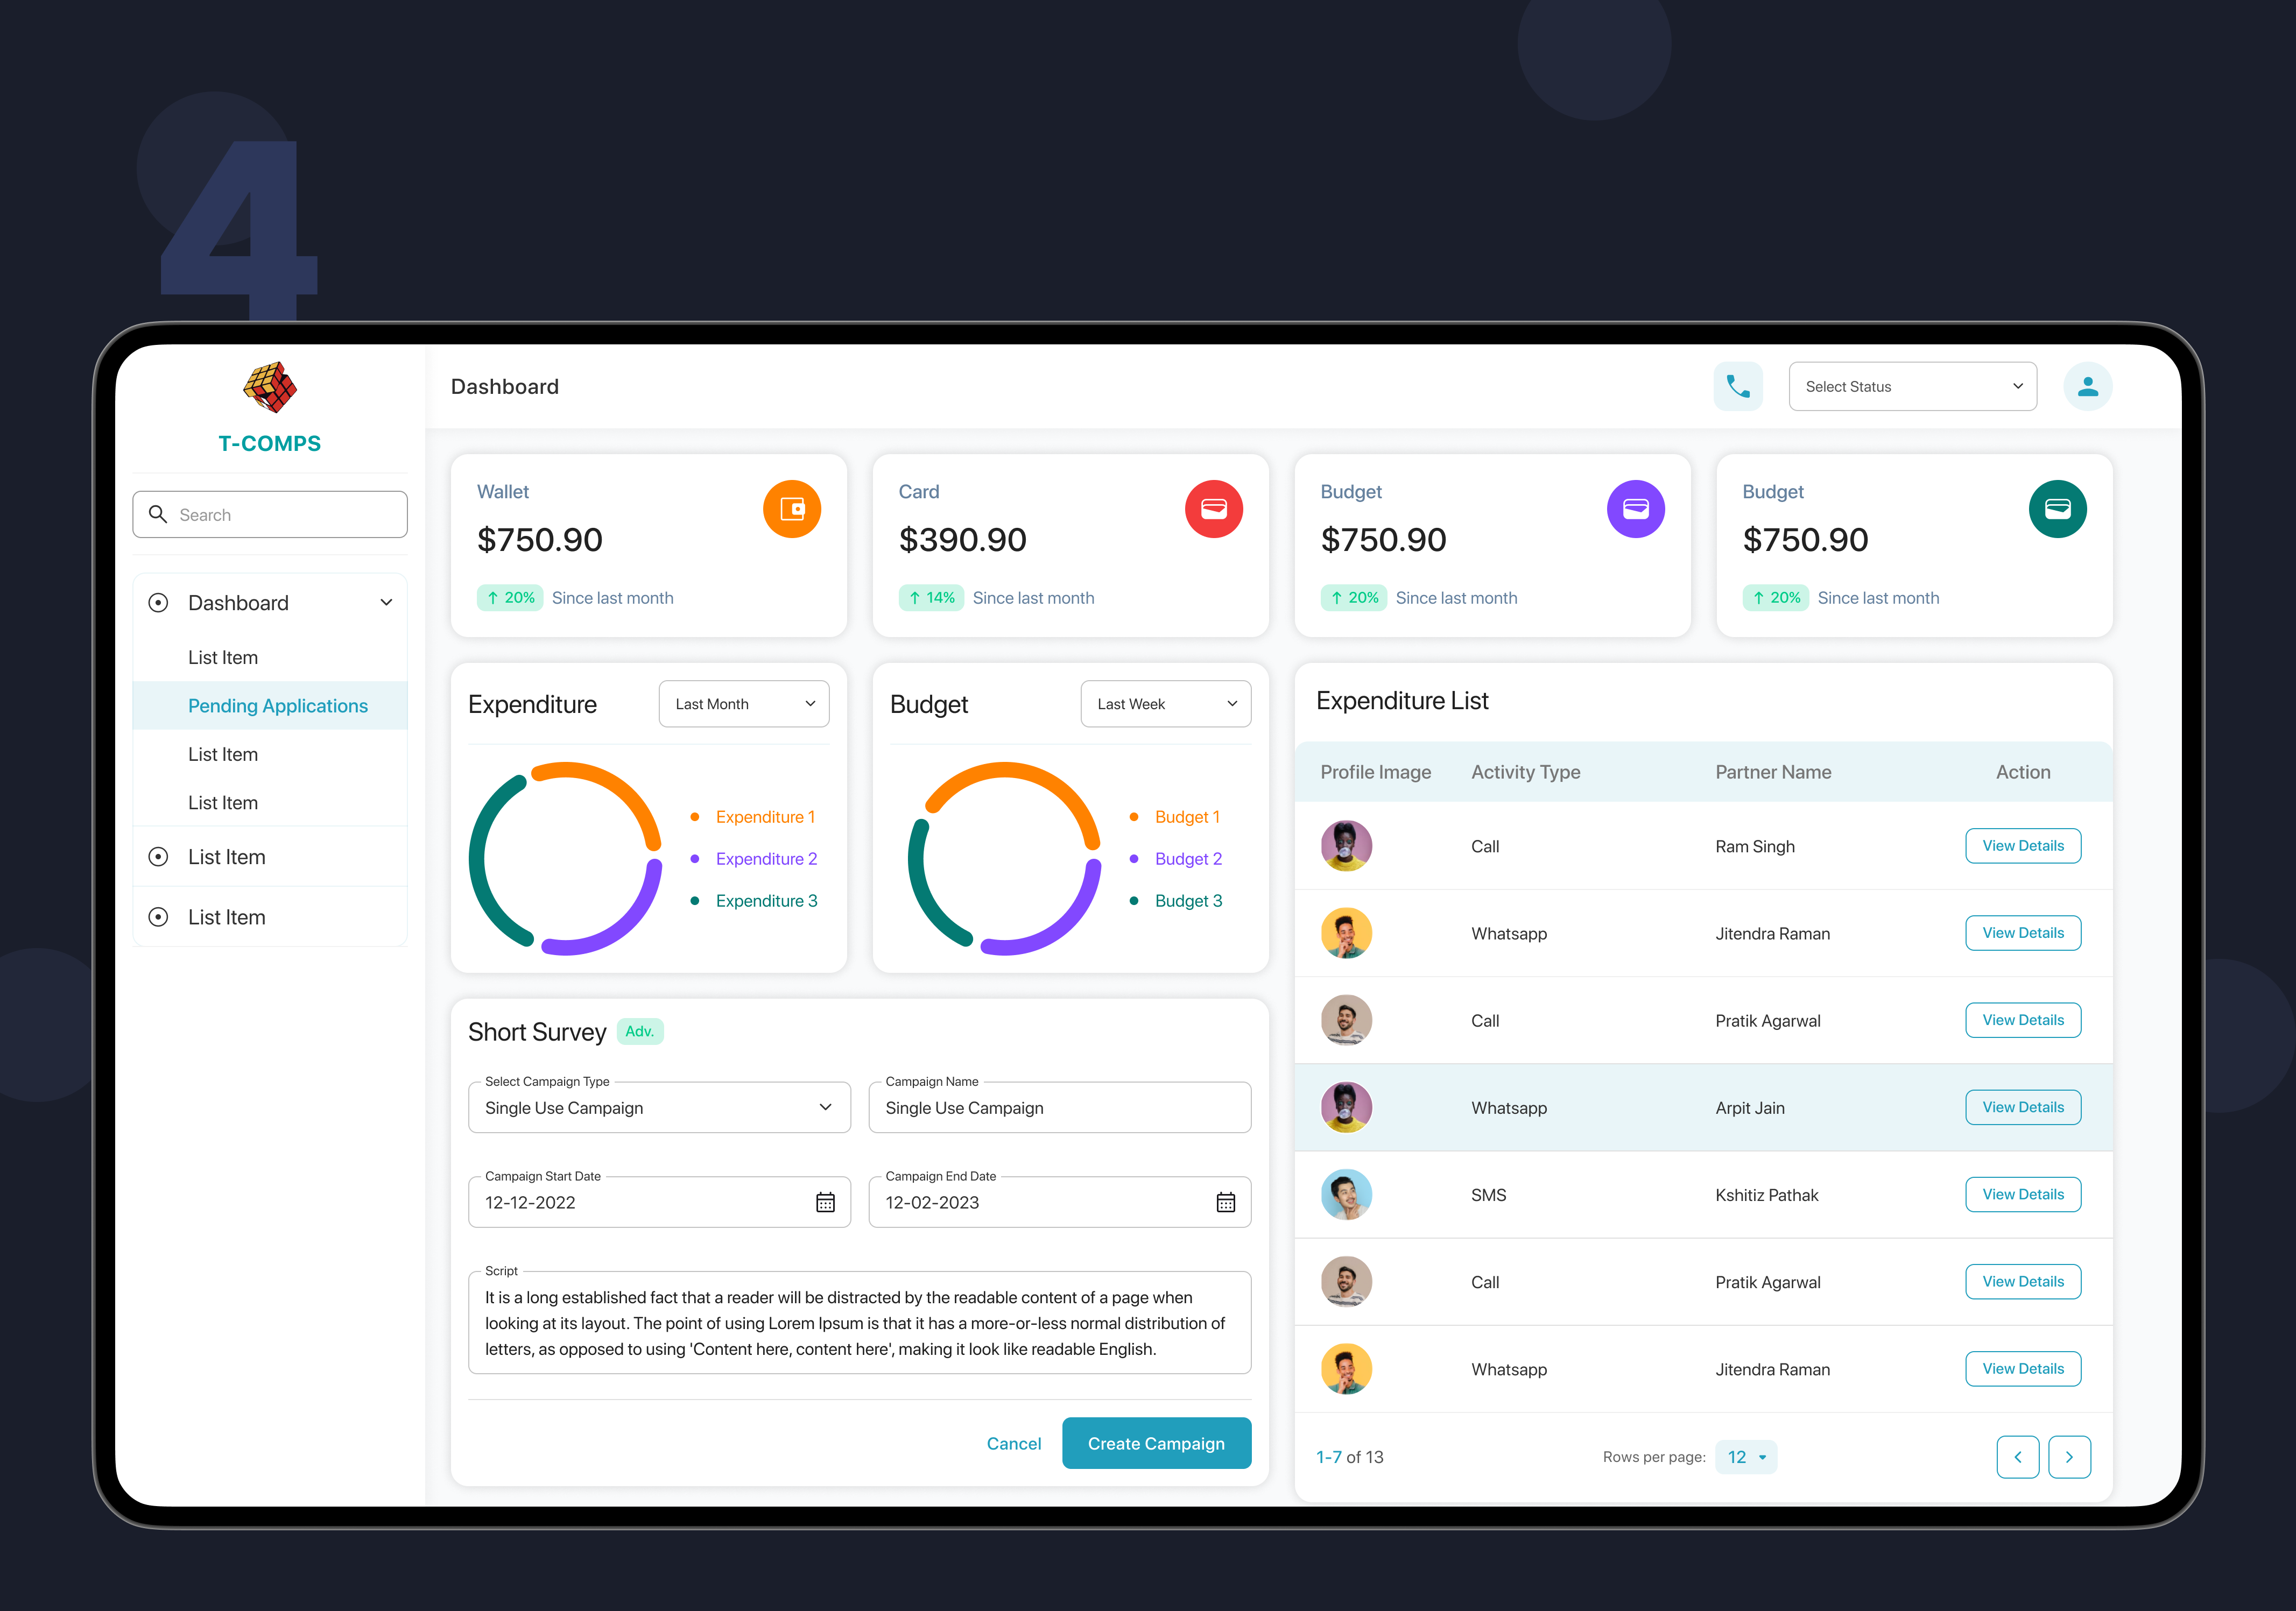 4
T-COMPS
Search
Dashboard
List Item
Pending Applications
List Item
List Item
List Item
List Item
Dashboard
Select Status
Wallet
$750.90
↑ 20% Since last month
Card
$390.90
↑ 14% Since last month
Budget
$750.90
↑ 20% Since last month
Budget
$750.90
↑ 20% Since last month
Expenditure
Last Month
Expenditure 1
Expenditure 2
Expenditure 3
Budget
Last Week
Budget 1
Budget 2
Budget 3
Short Survey Adv.
Select Campaign Type
Single Use Campaign
Campaign Name
Single Use Campaign
Campaign Start Date
12-12-2022
Campaign End Date
12-02-2023
Script
It is a long established fact that a reader will be distracted by the readable content of a page when
looking at its layout. The point of using Lorem Ipsum is that it has a more-or-less normal distribution of
letters, as opposed to using 'Content here, content here', making it look like readable English.
Cancel
Create Campaign
Expenditure List
Profile Image Activity Type Partner Name Action
Call Ram Singh View Details
Whatsapp Jitendra Raman View Details
Call Pratik Agarwal View Details
Whatsapp Arpit Jain View Details
SMS Kshitiz Pathak View Details
Call Pratik Agarwal View Details
Whatsapp Jitendra Raman View Details
1-7 of 13 Rows per page: 12